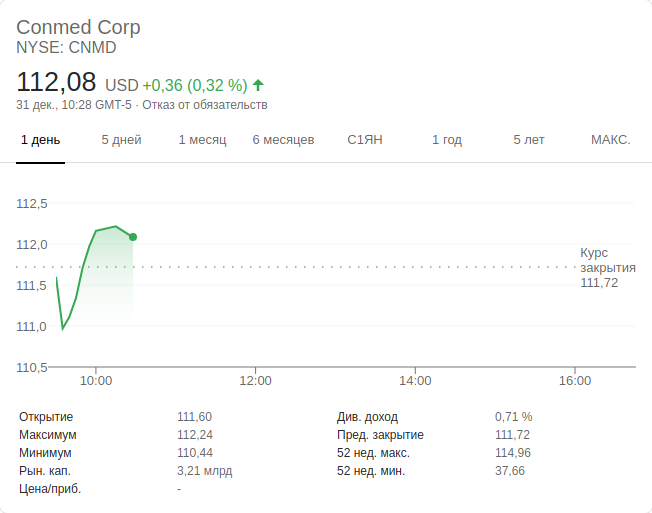 Conmed Corp
NYSE: CNMD
112,08 USD +0,36 (0,32 %)
31 дек., 10:28 GMT-5 · Отказ от обязательств
1 день 5 дней 1 месяц 6 месяцев С1ЯН 1 год 5 лет МАКС.
112,5
112,0
111,5
111,0
110,5
Курс
закрытия
111,72
10:00 12:00 14:00 16:00
Открытие 111,60 Див. доход 0,71 %
Максимум 112,24 Пред. закрытие 111,72
Минимум 110,44 52 нед. макс. 114,96
Рын. кап. 3,21 млрд 52 нед. мин. 37,66
Цена/приб. -